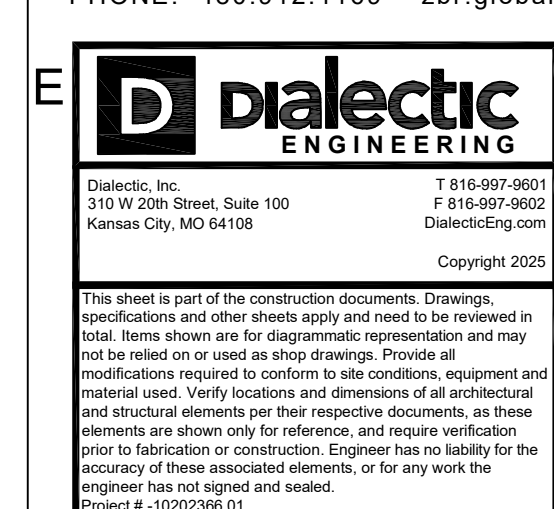 E
Dialectic
ENGINEERING
Dialectic, Inc.
310 W 20th Street, Suite 100
Kansas City, MO 64108
T 816-997-9601
F 816-997-9602
DialecticEng.com
Copyright 2025
This sheet is part of the construction documents. Drawings,
specifications and other sheets apply and need to be reviewed in
total. Items shown are for diagrammatic representation and may
not be relied on or used as shop drawings. Provide all
modifications required to conform to site conditions, equipment and
material used. Verify locations and dimensions of all architectural
and structural elements per their respective documents, as these
elements are shown only for reference, and require verification
prior to fabrication or construction. Engineer has no liability for the
accuracy of these associated elements, or for any work the
engineer has not signed and sealed.
Project # -10202366.01